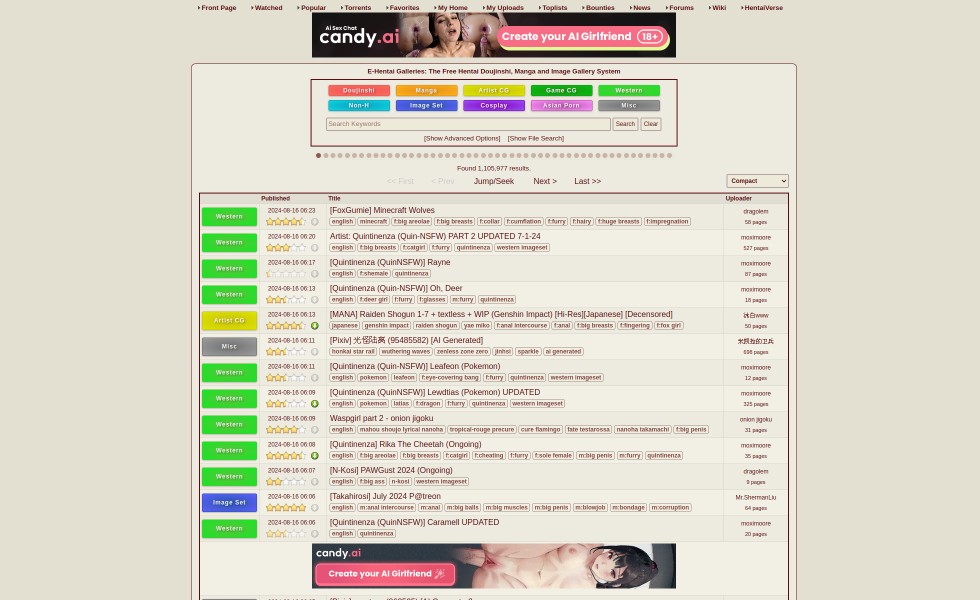 Front Page Watched Popular Torrents Favorites My Home My Uploads Toplists Bounties News Forums Wiki HentaiVerse
Ai Sex Chat
candy.ai
Create your AI Girlfriend 18+
E-Hentai Galleries: The Free Hentai Doujinshi, Manga and Image Gallery System
Doujinshi Manga Artist CG Game CG Western
Non-H Image Set Cosplay Asian Porn Misc
Search Keywords Search Clear
[Show Advanced Options] [Show File Search]
Found 1,105,977 results.
<< First < Prev Jump/Seek Next > Last >> Compact
Published Title Uploader
Western 2024-08-16 06:23 [FoxGumie] Minecraft Wolves dragolem
english minecraft f:big areolae f:big breasts f:collar f:cumflation f:furry f:hairy f:huge breasts f:impregnation 58 pages
Western 2024-08-16 06:20 Artist: Quintinenza (Quin-NSFW) PART 2 UPDATED 7-1-24 moximoore
english f:big breasts f:catgirl f:furry quintinenza western imageset 527 pages
Western 2024-08-16 06:17 [Quintinenza (QuinNSFW)] Rayne moximoore
english f:shemale quintinenza 87 pages
Western 2024-08-16 06:13 [Quintinenza (Quin-NSFW)] Oh, Deer moximoore
english f:deer girl f:furry f:glasses m:furry quintinenza 18 pages
Artist CG 2024-08-16 06:13 [MANA] Raiden Shogun 1-7 + textless + WIP (Genshin Impact) [Hi-Res][Japanese] [Decensored]
japanese genshin impact raiden shogun yae miko f:anal intercourse f:anal f:big breasts f:fingering f:fox girl 50 pages
Misc 2024-08-16 06:11 [Pixiv] 光怪陆离 (95485582) [AI Generated]
honkai star rail wuthering waves zenless zone zero jinhsi sparkle ai generated 698 pages
Western 2024-08-16 06:11 [Quintinenza (Quin-NSFW)] Leafeon (Pokemon) moximoore
english pokemon leafeon f:eye-covering bang f:furry quintinenza western imageset 12 pages
Western 2024-08-16 06:09 [Quintinenza (QuinNSFW)] Lewdtias (Pokemon) UPDATED moximoore
english pokemon latias f:dragon f:furry quintinenza western imageset 325 pages
Western 2024-08-16 06:09 Waspgirl part 2 - onion jigoku onion jigoku
english mahou shoujo lyrical nanoha tropical-rouge precure cure flamingo fate testarossa nanoha takamachi f:big penis 31 pages
Western 2024-08-16 06:08 [Quintinenza] Rika The Cheetah (Ongoing) moximoore
english f:big areolae f:big breasts f:catgirl f:cheating f:furry f:sole female m:big penis m:furry quintinenza 35 pages
Western 2024-08-16 06:07 [N-Kosi] PAWGust 2024 (Ongoing) dragolem
english f:big ass n-kosi western imageset 9 pages
Image Set 2024-08-16 06:06 [Takahirosi] July 2024 P@treon Mr.ShermanLiu
english m:anal intercourse m:anal m:big balls m:big muscles m:big penis m:blowjob m:bondage m:corruption 64 pages
Western 2024-08-16 06:06 [Quintinenza (QuinNSFW)] Caramell UPDATED moximoore
english quintinenza 20 pages
candy.ai
Create your AI Girlfriend